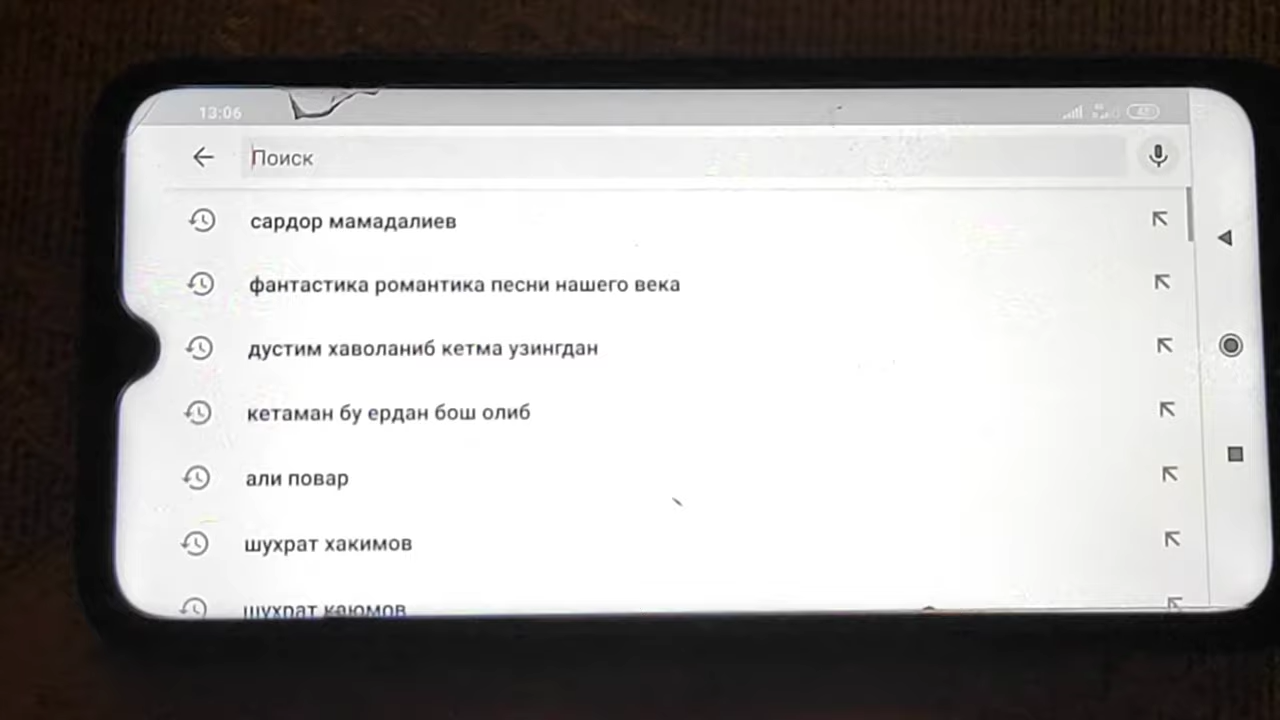 13:06
Поиск
сардор мамадалиев
фантастика романтика песни нашего века
дустим хаволаниб кетма узингдан
кетаман бу ердан бош олиб
али повар
шухрат хакимов
шухрат каюмов